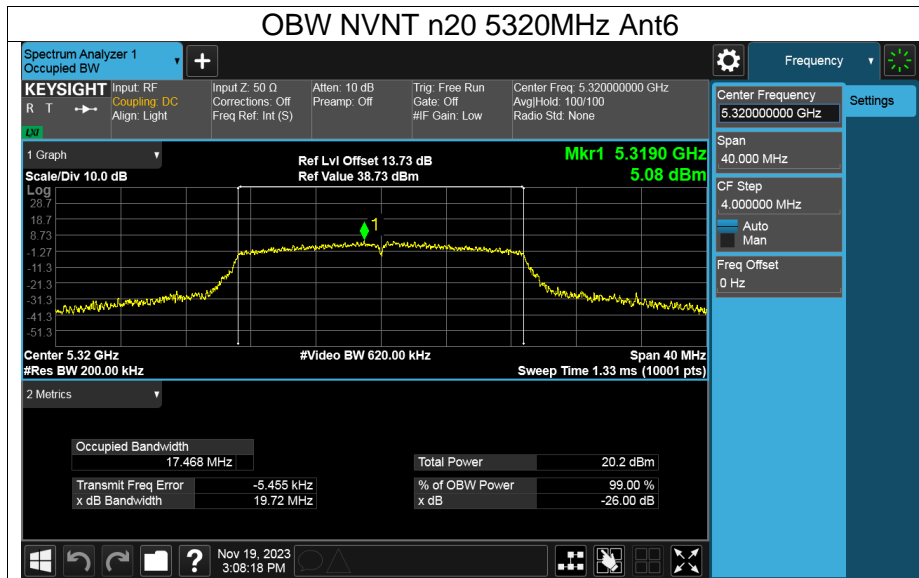 OBW NVNT n20 5320MHz Ant6
Spectrum Analyzer 1
Occupied BW
+
Frequency
KEYSIGHT
R T
LXI
Input: RF
Coupling: DC
Align: Light
Input Z: 50 Ω
Corrections: Off
Freq Ref: Int (S)
Atten: 10 dB
Preamp: Off
Trig: Free Run
Gate: Off
#IF Gain: Low
Center Freq: 5.320000000 GHz
Avg|Hold: 100/100
Radio Std: None
Center Frequency
5.320000000 GHz
Settings
Span
40.000 MHz
CF Step
4.000000 MHz
Auto
Man
Freq Offset
0 Hz
1 Graph
Scale/Div 10.0 dB
Ref Lvl Offset 13.73 dB
Ref Value 38.73 dBm
Mkr1 5.3190 GHz
5.08 dBm
Log
28.7
18.7
8.73
-1.27
-11.3
-21.3
-31.3
-41.3
-51.3
1
Center 5.32 GHz
#Res BW 200.00 kHz
#Video BW 620.00 kHz
Span 40 MHz
Sweep Time 1.33 ms (10001 pts)
2 Metrics
Occupied Bandwidth
17.468 MHz
Transmit Freq Error -5.455 kHz
x dB Bandwidth 19.72 MHz
Total Power 20.2 dBm
% of OBW Power 99.00 %
x dB -26.00 dB
?
Nov 19, 2023
3:08:18 PM